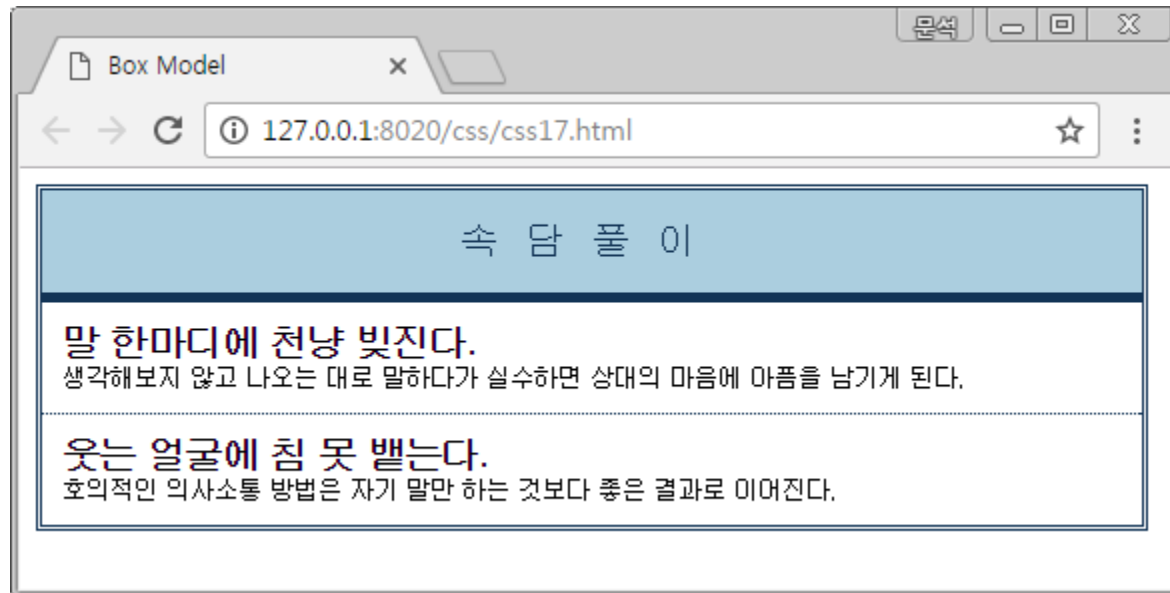 문석
Box Model
127.0.0.1:8020/css/css17.html
속 담 풀 이
말 한마디에 천냥 빚진다.
생각해보지 않고 나오는 대로 말하다가 실수하면 상대의 마음에 아픔을 남기게 된다.
웃는 얼굴에 침 못 뱉는다.
호의적인 의사소통 방법은 자기 말만 하는 것보다 좋은 결과로 이어진다.